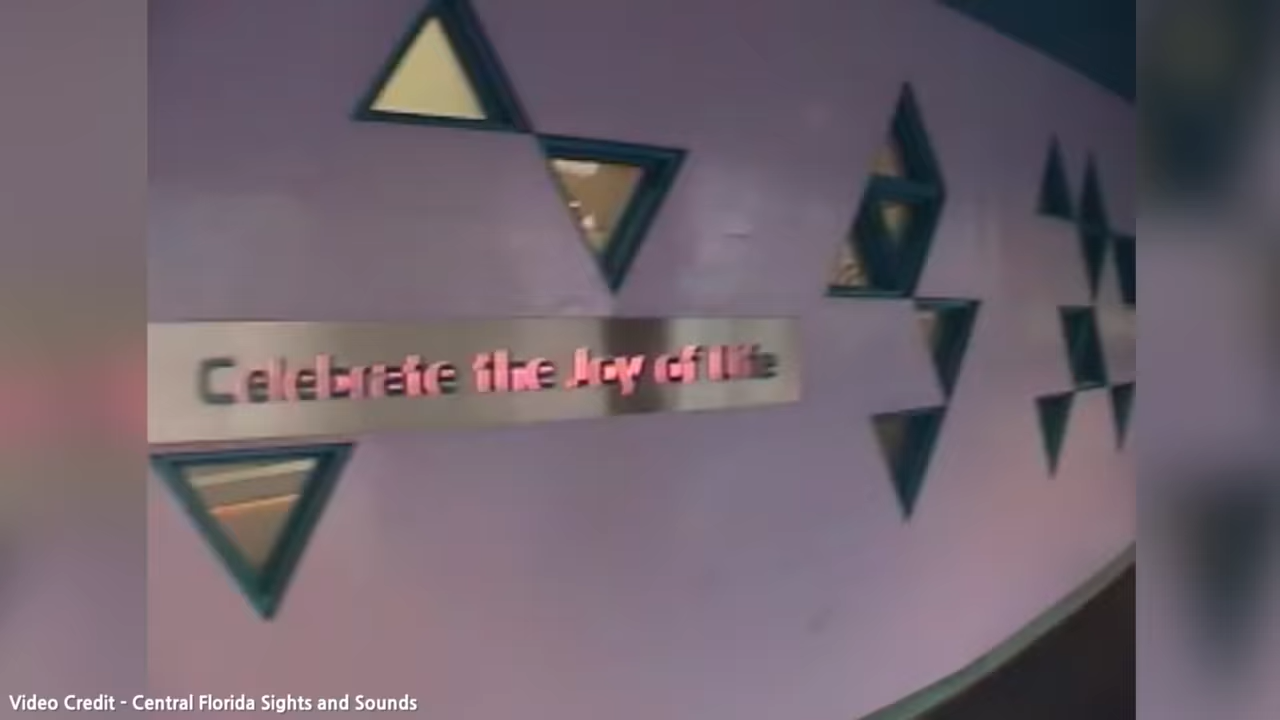 Celebrate the Joy of Life
Video Credit - Central Florida Sights and Sounds